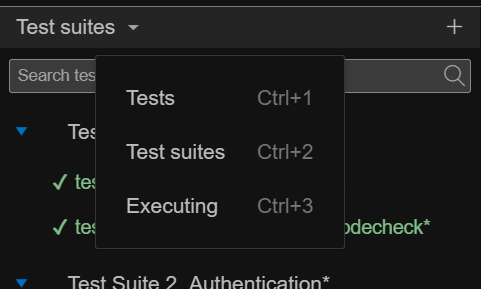 Test suites
Search tes
Tests Ctrl+1
Tes
Test suites Ctrl+2
tes
Executing Ctrl+3
tes odecheck*
Test Suite 2 Authentication*